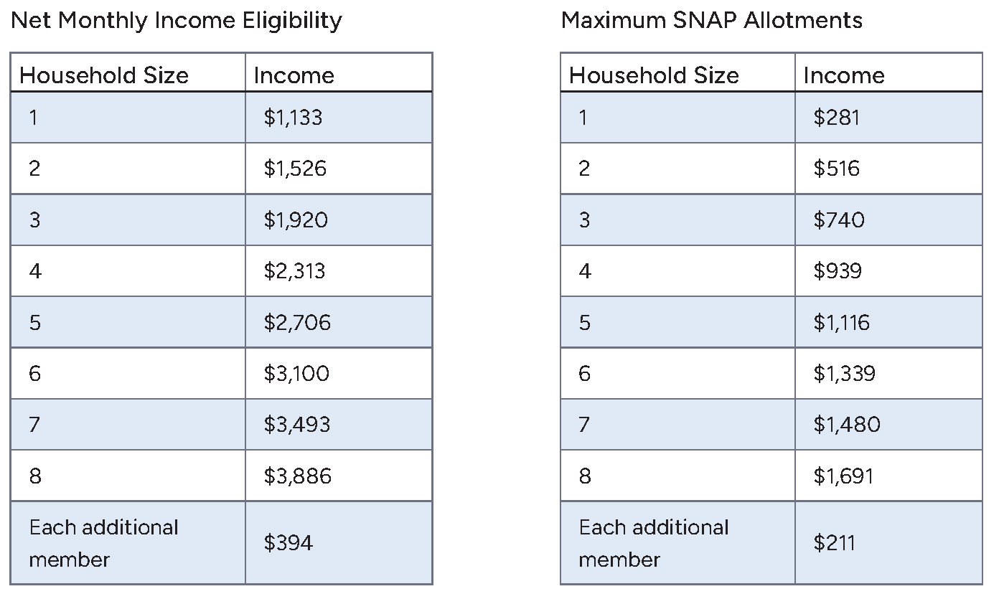 Net Monthly Income Eligibility
Household Size Income
1 $1,133
2 $1,526
3 $1,920
4 $2,313
5 $2,706
6 $3,100
7 $3,493
8 $3,886
Each additional
member $394
Maximum SNAP Allotments
Household Size Income
1 $281
2 $516
3 $740
4 $939
5 $1,116
6 $1,339
7 $1,480
8 $1,691
Each additional
member $211